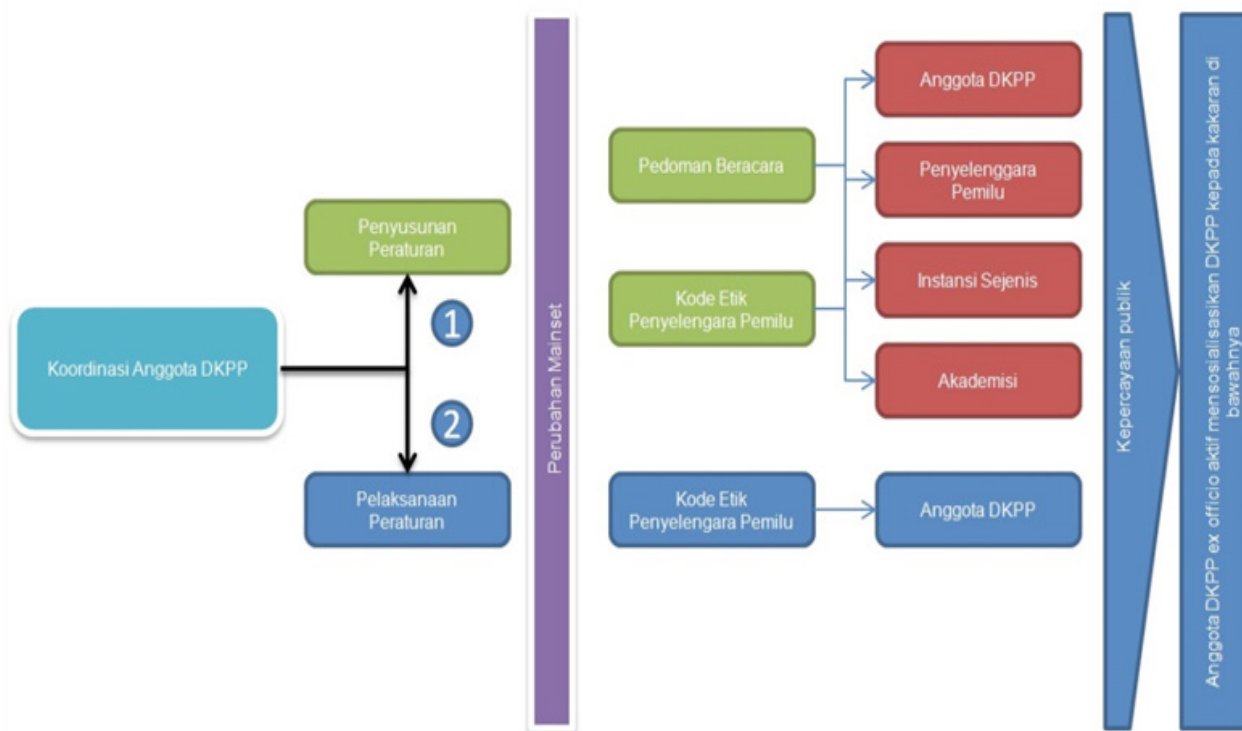 Koordinasi Anggota DKPP
Penyusunan
Peraturan
1
2
Pelaksanaan
Peraturan
Perubahan Mainset
Pedoman Beracara
Kode Etik
Penyelengara Pemilu
Kode Etik
Penyelengara Pemilu
Anggota DKPP
Penyelenggara
Pemilu
Instansi Sejenis
Akademisi
Anggota DKPP
Kepercayaan publik
Anggota DKPP ex officio aktif mensosialisasikan DKPP kepada kakaran di
bawahnya